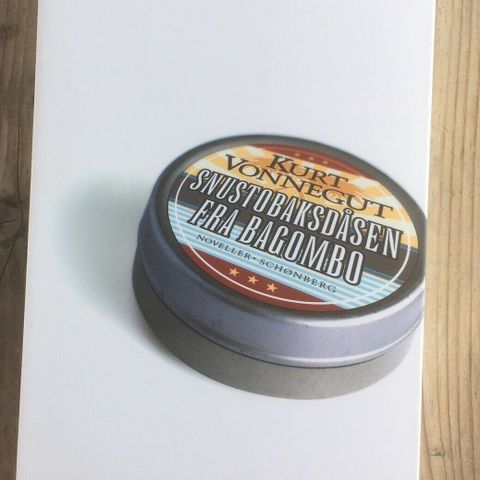 KURT
VONNEGUT
SNUSTOBAKSDÅSEN
FRA BAGOMBO
NOVELLER · SCHØNBERG